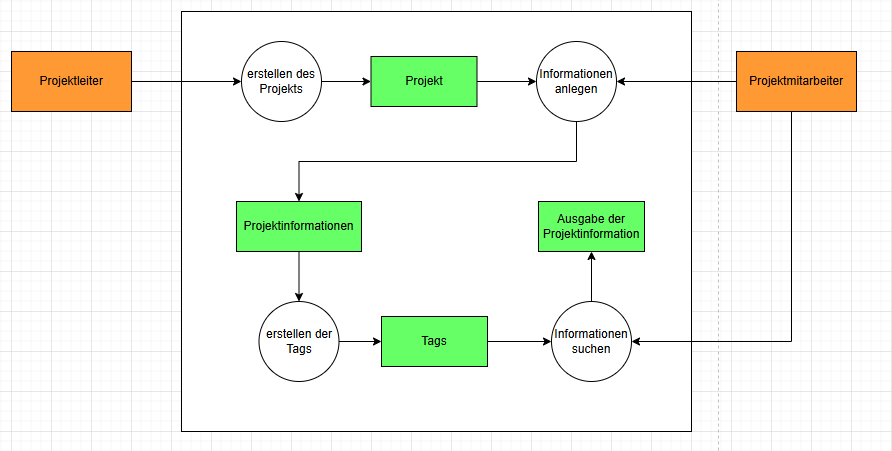 Projektleiter
erstellen des
Projekts
Projekt
Informationen
anlegen
Projektmitarbeiter
Projektinformationen
Ausgabe der
Projektinformation
erstellen der
Tags
Tags
Informationen
suchen